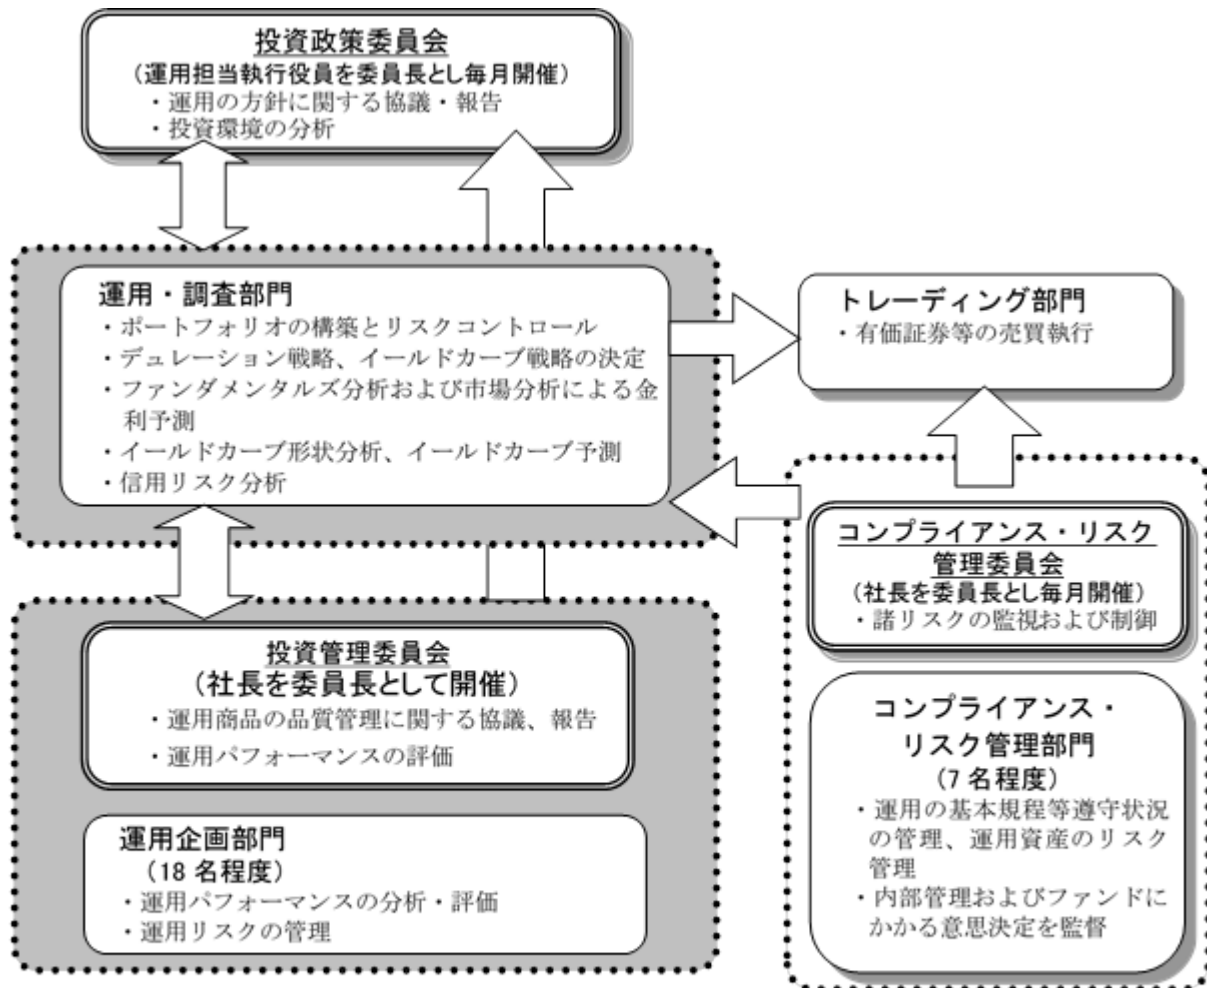 投資政策委員会
（運用担当執行役員を委員長とし毎月開催）
・運用の方針に関する協議・報告
・投資環境の分析
運用・調査部門
・ポートフォリオの構築とリスクコントロール
・デュレーション戦略、イールドカーブ戦略の決定
・ファンダメンタルズ分析および市場分析による金
利予測
・イールドカーブ形状分析、イールドカーブ予測
・信用リスク分析
トレーディング部門
・有価証券等の売買執行
コンプライアンス・リスク
管理委員会
（社長を委員長とし毎月開催）
・諸リスクの監視および制御
投資管理委員会
（社長を委員長として開催）
・運用商品の品質管理に関する協議、報告
・運用パフォーマンスの評価
運用企画部門
（18 名程度）
・運用パフォーマンスの分析・評価
・運用リスクの管理
コンプライアンス・
リスク管理部門
（7 名程度）
・運用の基本規程等遵守状況
の管理、運用資産のリスク
管理
・内部管理およびファンドに
かかる意思決定を監督